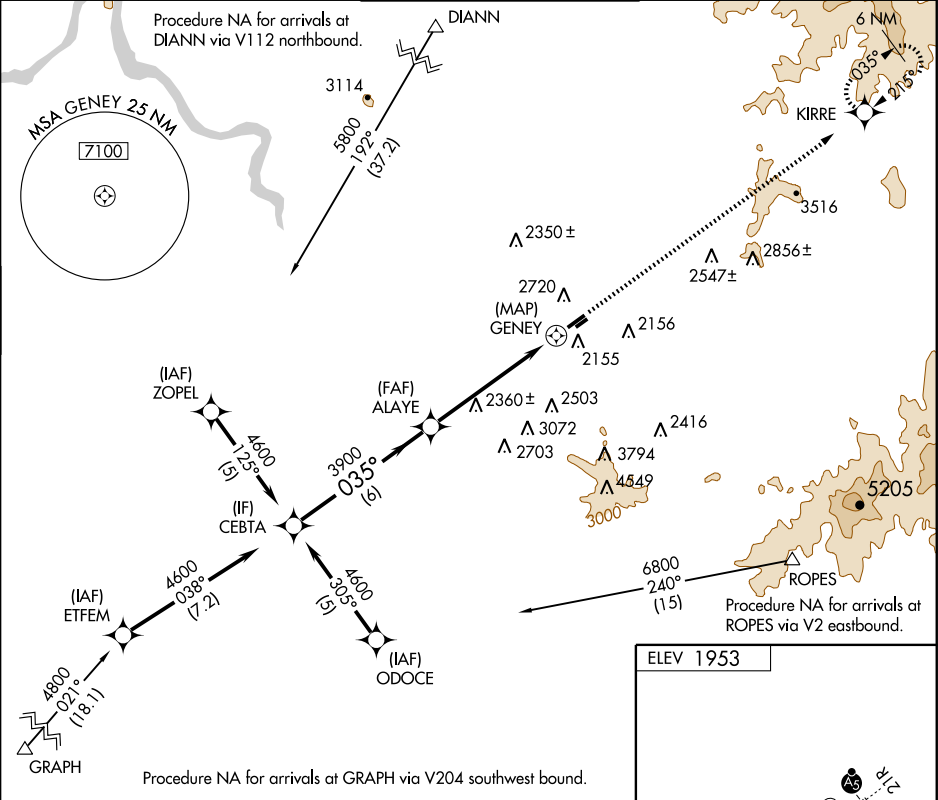 Procedure NA for arrivals at
DIANN via V112 northbound.
DIANN
6 NM
035°
215°
KIRRE
3114
MSA GENEY 25 NM
7100
5800
192°
(37.2)
3516
2350 ±
2856 ±
2547 ±
2720
(MAP)
GENEY
2156
2155
(IAF)
ZOPEL
(FAF)
ALAYE
2360 ±
2503
3072
2703
2416
3794
4549
3000
5205
4600
125°
(5)
3900
035°
(6)
(IF)
CEBTA
4600
038°
(7.2)
(IAF)
ETFEM
4600
305°
(5)
(IAF)
ODOCE
6800
240°
(15)
ROPES
Procedure NA for arrivals at
ROPES via V2 eastbound.
4800
021°
(18.1)
GRAPH
Procedure NA for arrivals at GRAPH via V204 southwest bound.
ELEV 1953
A5
21R